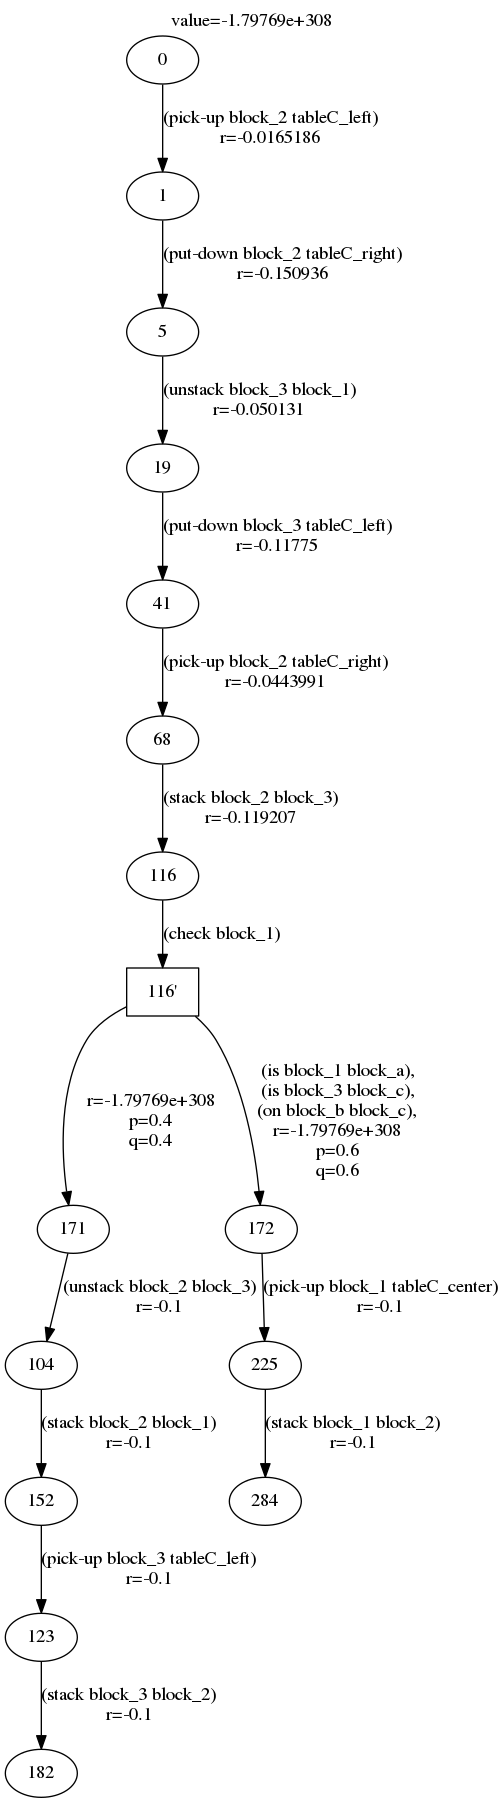 value=-1.79769e+308
0
(pick-up block_2 tableC_left)
r=-0.0165186
1
(put-down block_2 tableC_right)
r=-0.150936
5
(unstack block_3 block_1)
r=-0.050131
19
(put-down block_3 tableC_left)
r=-0.11775
41
(pick-up block_2 tableC_right)
r=-0.0443991
68
(stack block_2 block_3)
r=-0.119207
116
(check block_1)
116'
r=-1.79769e+308
p=0.4
q=0.4
(is block_1 block_a),
(is block_3 block_c),
(on block_b block_c),
r=-1.79769e+308
p=0.6
q=0.6
171
172
(unstack block_2 block_3)
r=-0.1
(pick-up block_1 tableC_center)
r=-0.1
104
225
(stack block_2 block_1)
r=-0.1
(stack block_1 block_2)
r=-0.1
152
284
(pick-up block_3 tableC_left)
r=-0.1
123
(stack block_3 block_2)
r=-0.1
182